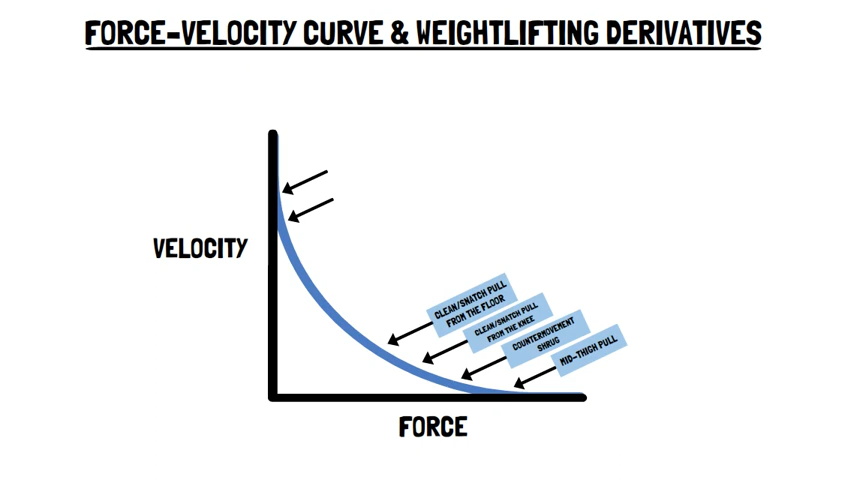 FORCE-VELOCITY CURVE & WEIGHTLIFTING DERIVATIVES
VELOCITY
CLEAN/SNATCH PULL
FROM THE FLOOR
CLEAN/SNATCH PULL
FROM THE KNEE
COUNTERMOVEMENT
SHRUG
MID-THIGH PULL
FORCE